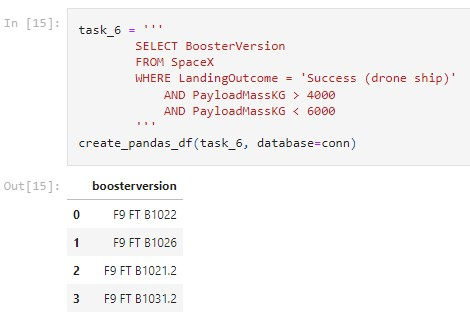 In [15]:
task_6 = '''
SELECT BoosterVersion
FROM SpaceX
WHERE LandingOutcome = 'Success (drone ship)'
AND PayloadMassKG > 4000
AND PayloadMassKG < 6000
'''
create_pandas_df(task_6, database=conn)
Out[15]:
boosterversion
0 F9 FT B1022
1 F9 FT B1026
2 F9 FT B1021.2
3 F9 FT B1031.2